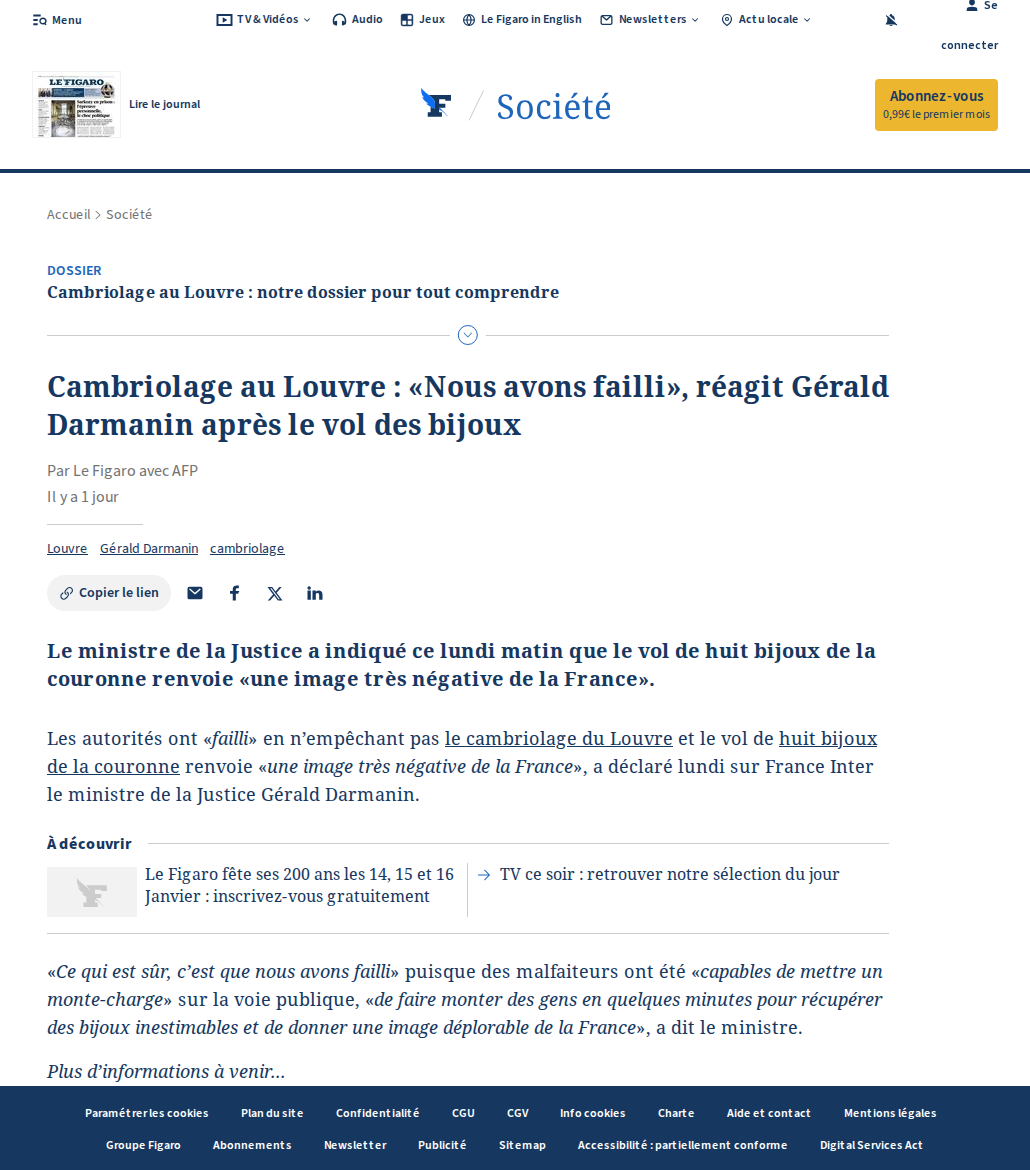 Menu
TV & Vidéos
Audio
Jeux
Le Figaro in English
Newsletters
Actu locale
Se connecter
LE FIGARO
Sarkozy en prison :
l'épreuve
personnelle,
le choc politique
Lire le journal
F / Société
Abonnez-vous
0,99€ le premier mois
Accueil > Société
DOSSIER
Cambriolage au Louvre : notre dossier pour tout comprendre
Cambriolage au Louvre : «Nous avons failli», réagit Gérald
Darmanin après le vol des bijoux
Par Le Figaro avec AFP
Il y a 1 jour
Louvre Gérald Darmanin cambriolage
Copier le lien
Le ministre de la Justice a indiqué ce lundi matin que le vol de huit bijoux de la
couronne renvoie «une image très négative de la France».
Les autorités ont «failli» en n’empêchant pas le cambriolage du Louvre et le vol de huit bijoux
de la couronne renvoie «une image très négative de la France», a déclaré lundi sur France Inter
le ministre de la Justice Gérald Darmanin.
À découvrir
Le Figaro fête ses 200 ans les 14, 15 et 16
Janvier : inscrivez-vous gratuitement
TV ce soir : retrouver notre sélection du jour
«Ce qui est sûr, c’est que nous avons failli» puisque des malfaiteurs ont été «capables de mettre un
monte-charge» sur la voie publique, «de faire monter des gens en quelques minutes pour récupérer
des bijoux inestimables et de donner une image déplorable de la France», a dit le ministre.
Plus d’informations à venir...
Paramétrer les cookies Plan du site Confidentialité CGU CGV Info cookies Charte Aide et contact Mentions légales
Groupe Figaro Abonnements Newsletter Publicité Sitemap Accessibilité : partiellement conforme Digital Services Act